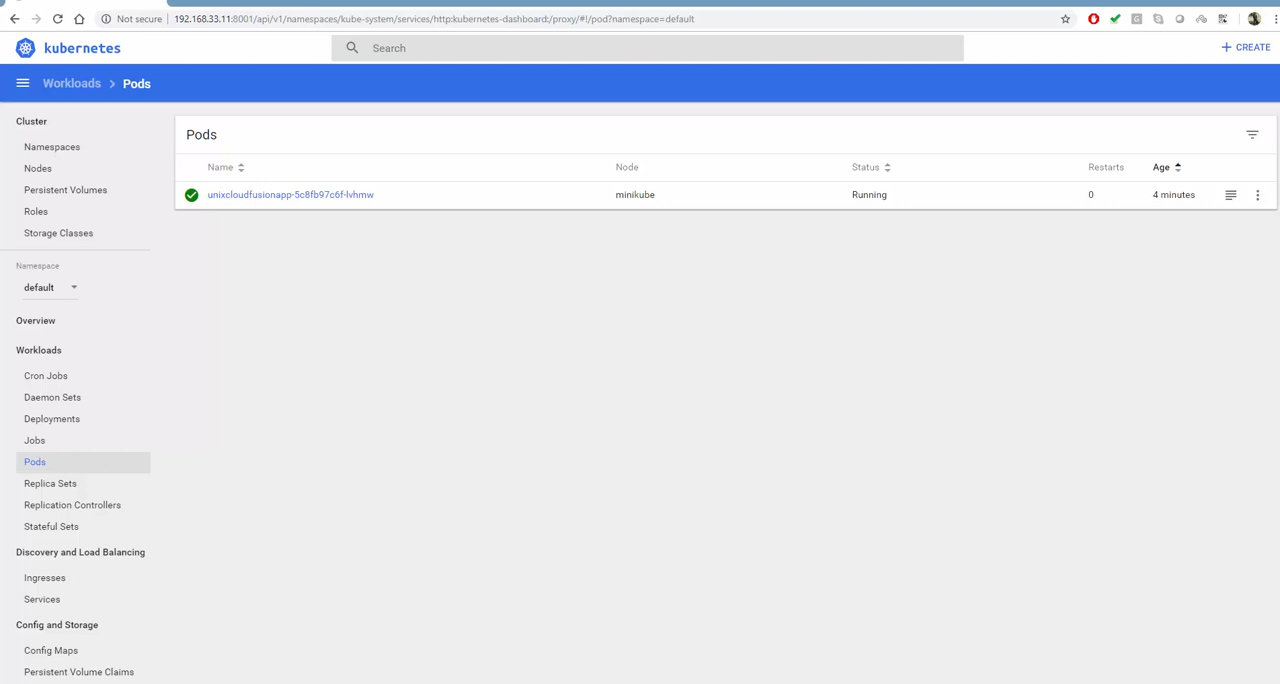 Not secure 192.168.33.11:8001/api/v1/namespaces/kube-system/services/http:kubernetes-dashboard:/proxy/#!/pod?namespace=default
kubernetes
Search
+ CREATE
Workloads > Pods
Cluster
Namespaces
Nodes
Persistent Volumes
Roles
Storage Classes
Namespace
default
Overview
Workloads
Cron Jobs
Daemon Sets
Deployments
Jobs
Pods
Replica Sets
Replication Controllers
Stateful Sets
Discovery and Load Balancing
Ingresses
Services
Config and Storage
Config Maps
Persistent Volume Claims
Pods
Name Node Status Restarts Age
unixcloudfusionapp-5c8fb97c6f-lvhmw minikube Running 0 4 minutes